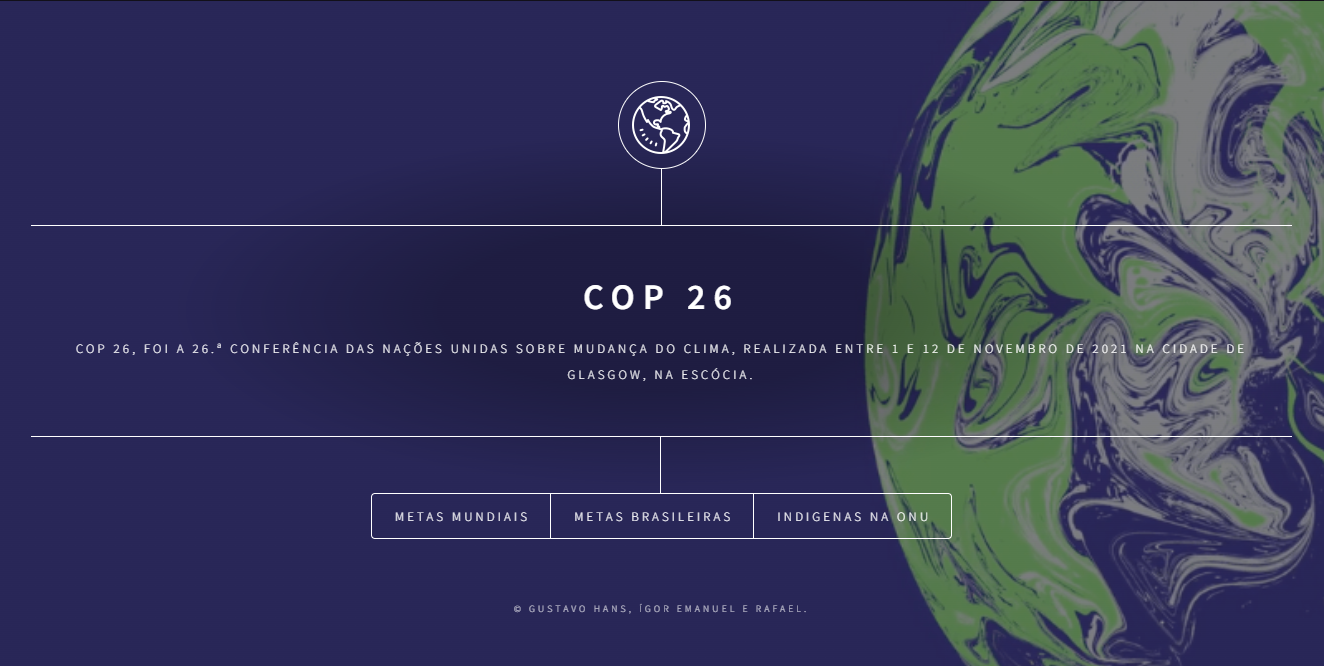 COP 26
COP 26, FOI A 26.ª CONFERÊNCIA DAS NAÇÕES UNIDAS SOBRE MUDANÇA DO CLIMA, REALIZADA ENTRE 1 E 12 DE NOVEMBRO DE 2021 NA CIDADE DE
GLASGOW, NA ESCÓCIA.
METAS MUNDIAIS
METAS BRASILEIRAS
INDIGENAS NA ONU
© GUSTAVO HANS, ÍGOR EMANUEL E RAFAEL.